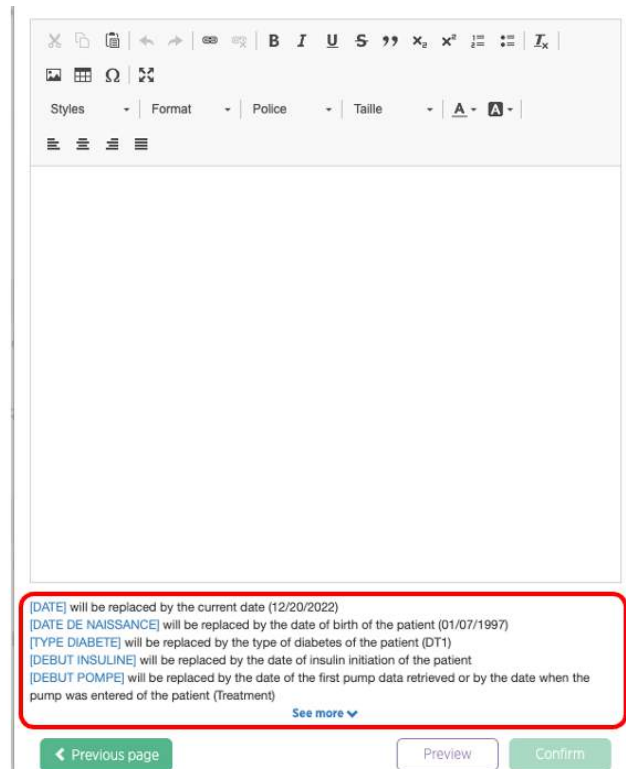 B I U S ,, x₂ x² Iₓ
Ω
Styles Format Police Taille A A
[DATE] will be replaced by the current date (12/20/2022)
[DATE DE NAISSANCE] will be replaced by the date of birth of the patient (01/07/1997)
[TYPE DIABETE] will be replaced by the type of diabetes of the patient (DT1)
[DEBUT INSULINE] will be replaced by the date of insulin initiation of the patient
[DEBUT POMPE] will be replaced by the date of the first pump data retrieved or by the date when the
pump was entered of the patient (Treatment)
See more
Previous page Preview Confirm